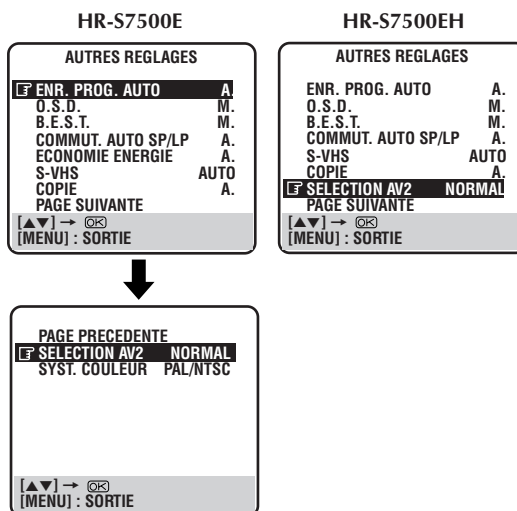 HR-S7500E
AUTRES REGLAGES
ENR. PROG. AUTO A.
O.S.D. M.
B.E.S.T. M.
COMMUT. AUTO SP/LP A.
ECONOMIE ENERGIE A.
S-VHS AUTO
COPIE A.
PAGE SUIVANTE
[▲▼] → OK
[MENU] : SORTIE
PAGE PRECEDENTE
SELECTION AV2 NORMAL
SYST. COULEUR PAL/NTSC
[▲▼] → OK
[MENU] : SORTIE
HR-S7500EH
AUTRES REGLAGES
ENR. PROG. AUTO A.
O.S.D. M.
B.E.S.T. M.
COMMUT. AUTO SP/LP A.
S-VHS AUTO
COPIE A.
SELECTION AV2 NORMAL
PAGE SUIVANTE
[▲▼] → OK
[MENU] : SORTIE